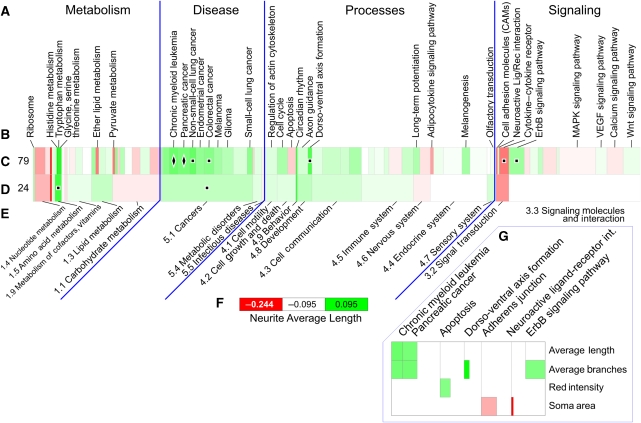 A
Metabolism
Disease
Processes
Signaling
B
Ribosome
Histidine metabolism
Tryptophan metabolism
Glycine, serine
threonine metabolism
Ether lipid metabolism
Pyruvate metabolism
Chronic myeloid leukemia
Pancreatic cancer
Non-small-cell lung cancer
Endometrial cancer
Colorectal cancer
Melanoma
Glioma
Small-cell lung cancer
Regulation of actin cytoskeleton
Cell cycle
Apoptosis
Circadian rhythm
Axon guidance
Dorso-ventral axis formation
Long-term potentiation
Adipocytokine signaling pathway
Melanogenesis
Olfactory transduction
Cell adhesion molecules (CAMs)
Neuroactive Lig/Rec interaction
Cytokine–cytokine receptor
ErbB signaling pathway
MAPK signaling pathway
VEGF signaling pathway
Calcium signaling pathway
Wnt signaling pathway
C 79
D 24
E
1.4 Nucleotide metabolism
1.5 Amino acid metabolism
1.9 Metabolism of cofactors,vitamins
1.3 Lipid metabolism
1.1 Carbohydrate metabolism
5.1 Cancers
5.4 Metabolic disorders
5.5 Infectious diseases
4.1 Cell motility
4.2 Cell growth and death
4.9 Behavior
4.8 Development
4.3 Cell communication
4.5 Immune system
4.6 Nervous system
4.4 Endocrine system
4.7 Sensory system
3.2 Signal transduction
3.3 Signaling molecules
and interaction
F
-0.244 -0.095 0.095
Neurite Average Length
G
Chronic myeloid leukemia
Pancreatic cancer
Apoptosis
Dorso-ventral axis formation
Adherens junction
Neuroactive ligand-receptor int.
ErbB signaling pathway
Average length
Average branches
Red intensity
Soma area